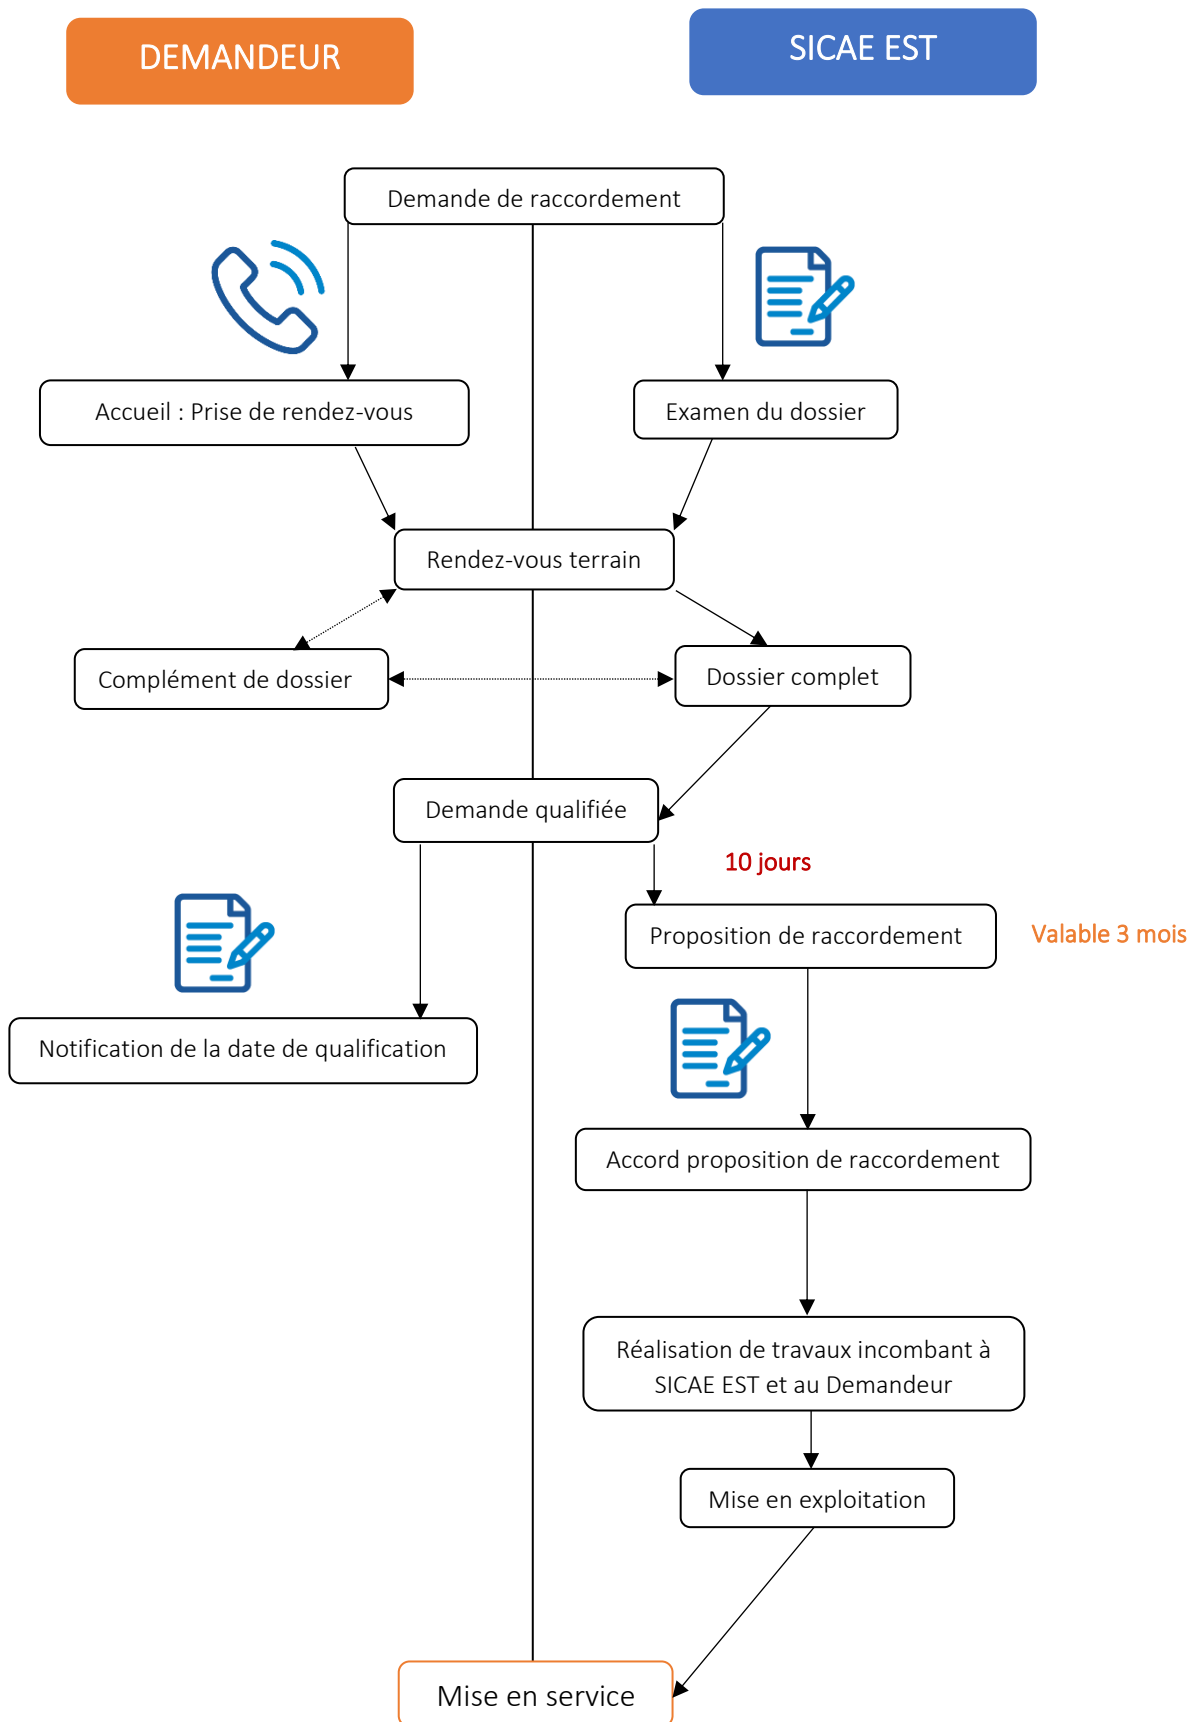 DEMANDEUR
SICAE EST
Demande de raccordement
Accueil : Prise de rendez-vous
Examen du dossier
Rendez-vous terrain
Complément de dossier
Dossier complet
Demande qualifiée
10 jours
Proposition de raccordement
Valable 3 mois
Notification de la date de qualification
Accord proposition de raccordement
Réalisation de travaux incombant à
SICAE EST et au Demandeur
Mise en exploitation
Mise en service